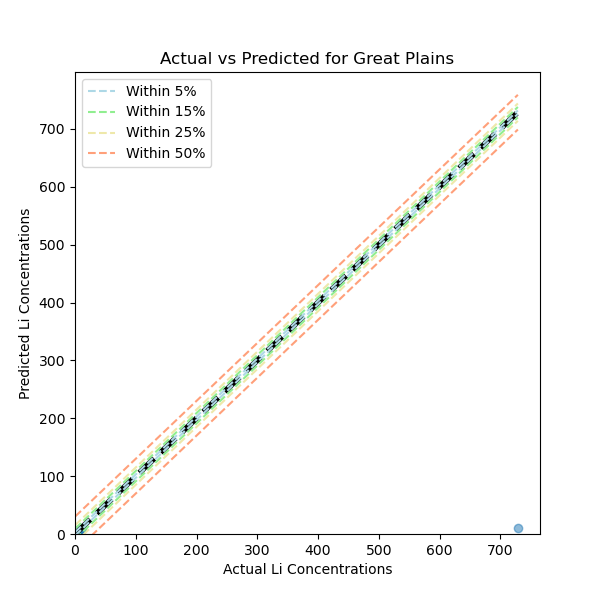 Actual vs Predicted for Great Plains
Within 5%
Within 15%
Within 25%
Within 50%
Predicted Li Concentrations
700
600
500
400
300
200
100
0
0 100 200 300 400 500 600 700
Actual Li Concentrations